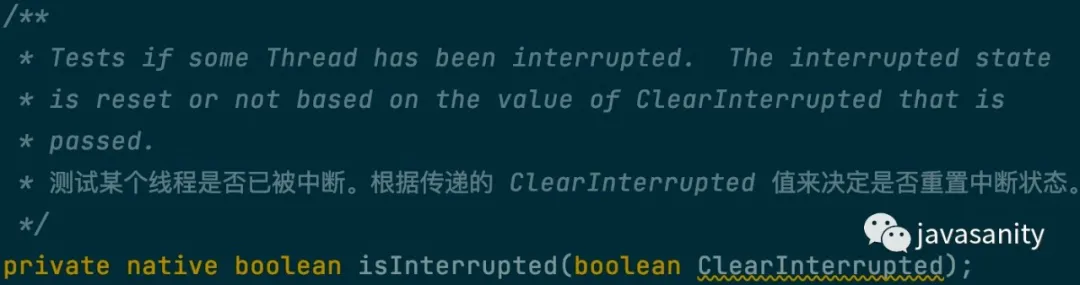 /**
* Tests if some Thread has been interrupted.  The interrupted state
* is reset or not based on the value of ClearInterrupted that is
* passed.
* 测试某个线程是否已被中断。根据传递的 ClearInterrupted 值来决定是否重置中断状态。
*/
javasanity
private native boolean isInterrupted(boolean ClearInterrupted);